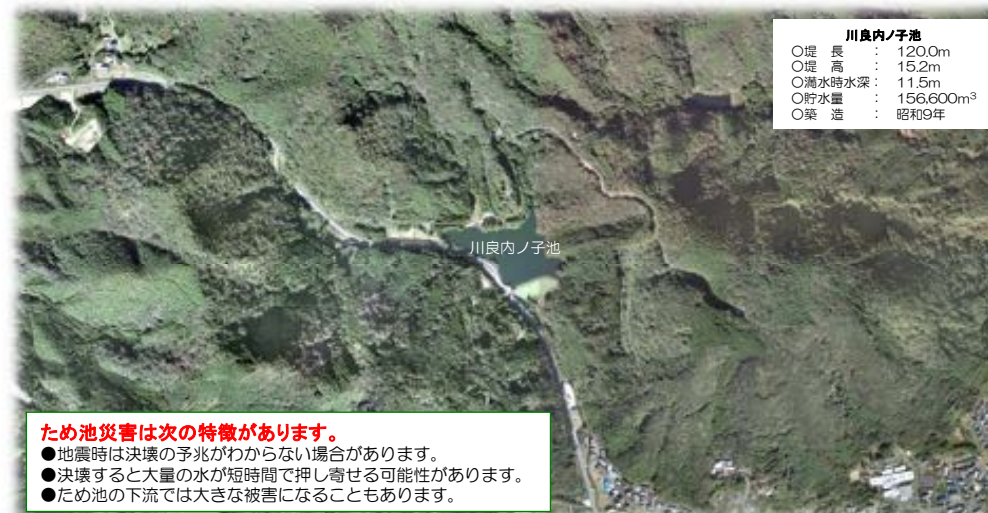 川良内ノ子池
○堤　長　：　120.0m
○堤　高　：　15.2m
○満水時水深：　11.5m
○貯水量　：　156,600m³
○築　造　：　昭和9年
川良内ノ子池
ため池災害は次の特徴があります。
●地震時は決壊の予兆がわからない場合があります。
●決壊すると大量の水が短時間で押し寄せる可能性があります。
●ため池の下流では大きな被害になることもあります。